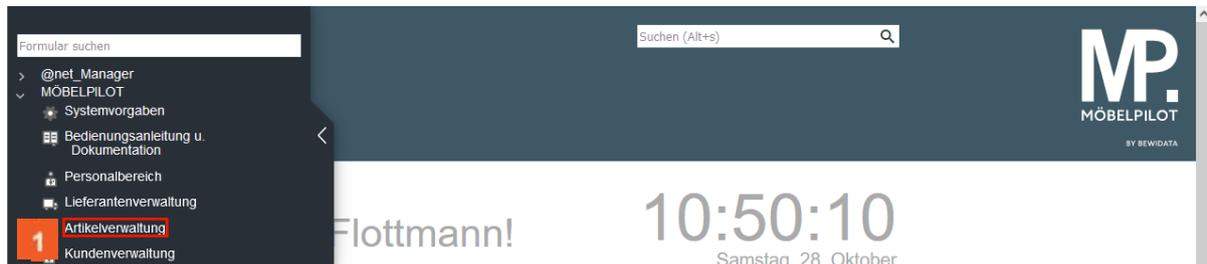 Formular suchen
@net_Manager
MÖBELPILOT
Systemvorgaben
Bedienungsanleitung u.
Dokumentation
Personalbereich
Lieferantenverwaltung
1
Artikelverwaltung
Kundenverwaltung
Suchen (Alt+s)
MP.
MÖBELPILOT
BY BEWIDATA
Flottmann!
10:50:10
Samstag, 28. Oktober